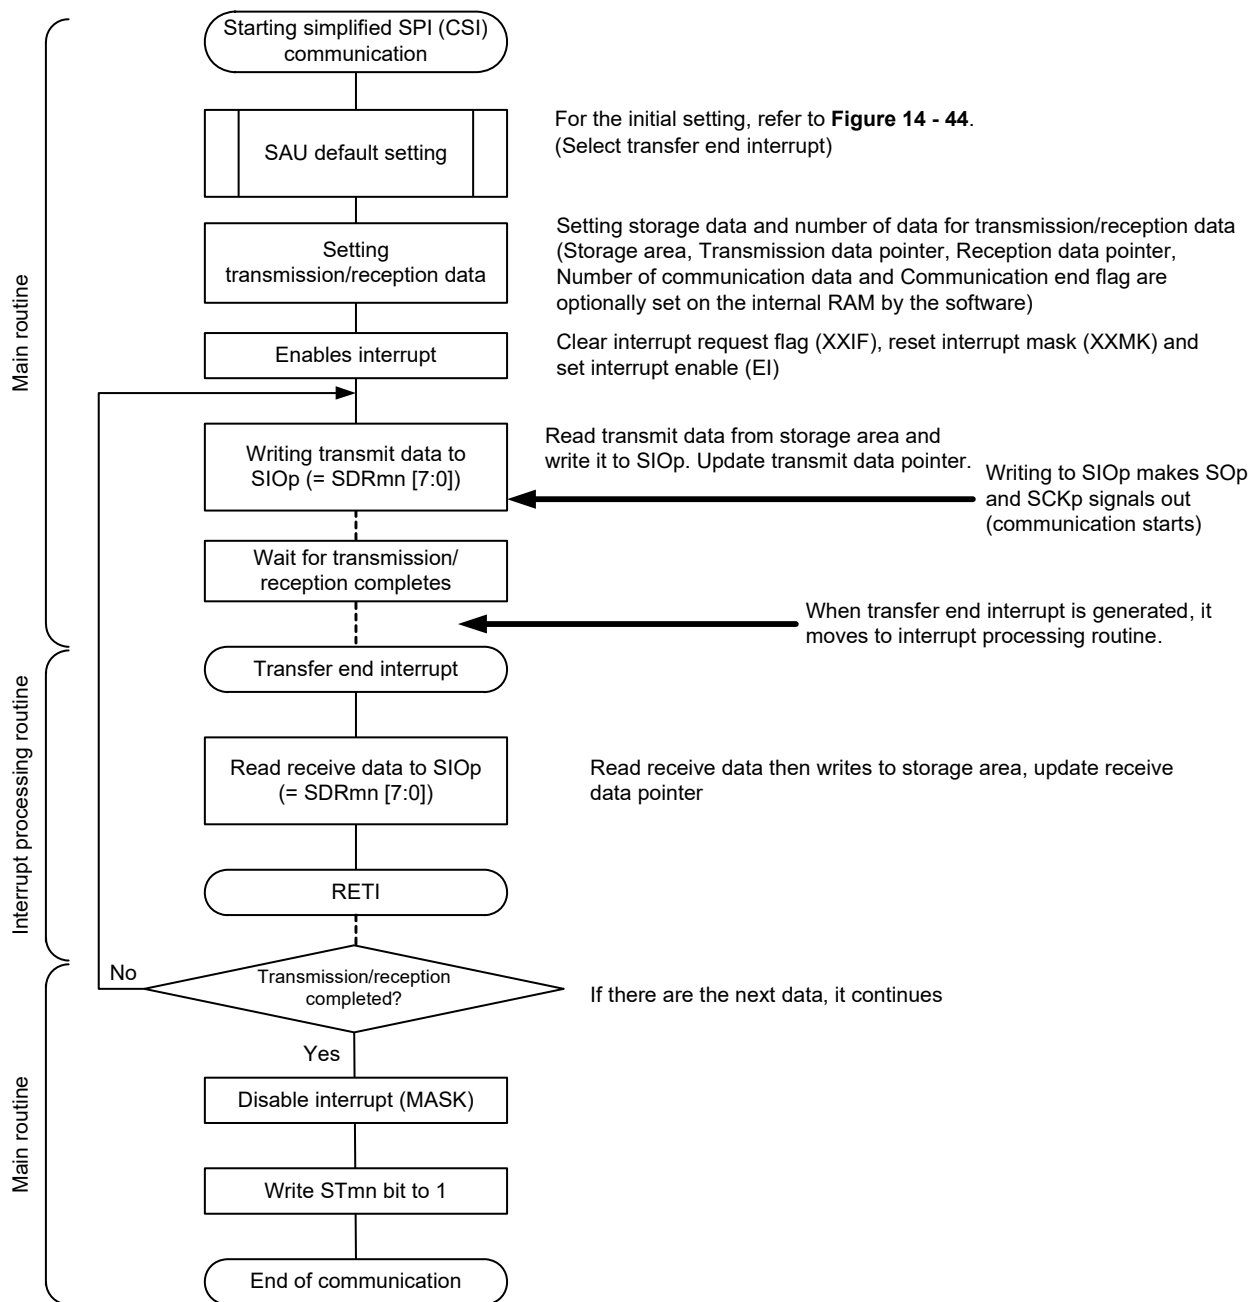 Starting simplified SPI (CSI)
communication
SAU default setting
For the initial setting, refer to Figure 14 - 44.
(Select transfer end interrupt)
Setting
transmission/reception data
Setting storage data and number of data for transmission/reception data
(Storage area, Transmission data pointer, Reception data pointer,
Number of communication data and Communication end flag are
optionally set on the internal RAM by the software)
Main routine
Enables interrupt
Clear interrupt request flag (XXIF), reset interrupt mask (XXMK) and
set interrupt enable (EI)
Writing transmit data to
SIOp (= SDRmn [7:0])
Read transmit data from storage area and
write it to SIOp. Update transmit data pointer.
Writing to SIOp makes SOp
and SCKp signals out
(communication starts)
Wait for transmission/
reception completes
When transfer end interrupt is generated, it
moves to interrupt processing routine.
Transfer end interrupt
Interrupt processing routine
Read receive data to SIOp
(= SDRmn [7:0])
Read receive data then writes to storage area, update receive
data pointer
RETI
No
Transmission/reception
completed?
If there are the next data, it continues
Yes
Main routine
Disable interrupt (MASK)
Write STmn bit to 1
End of communication